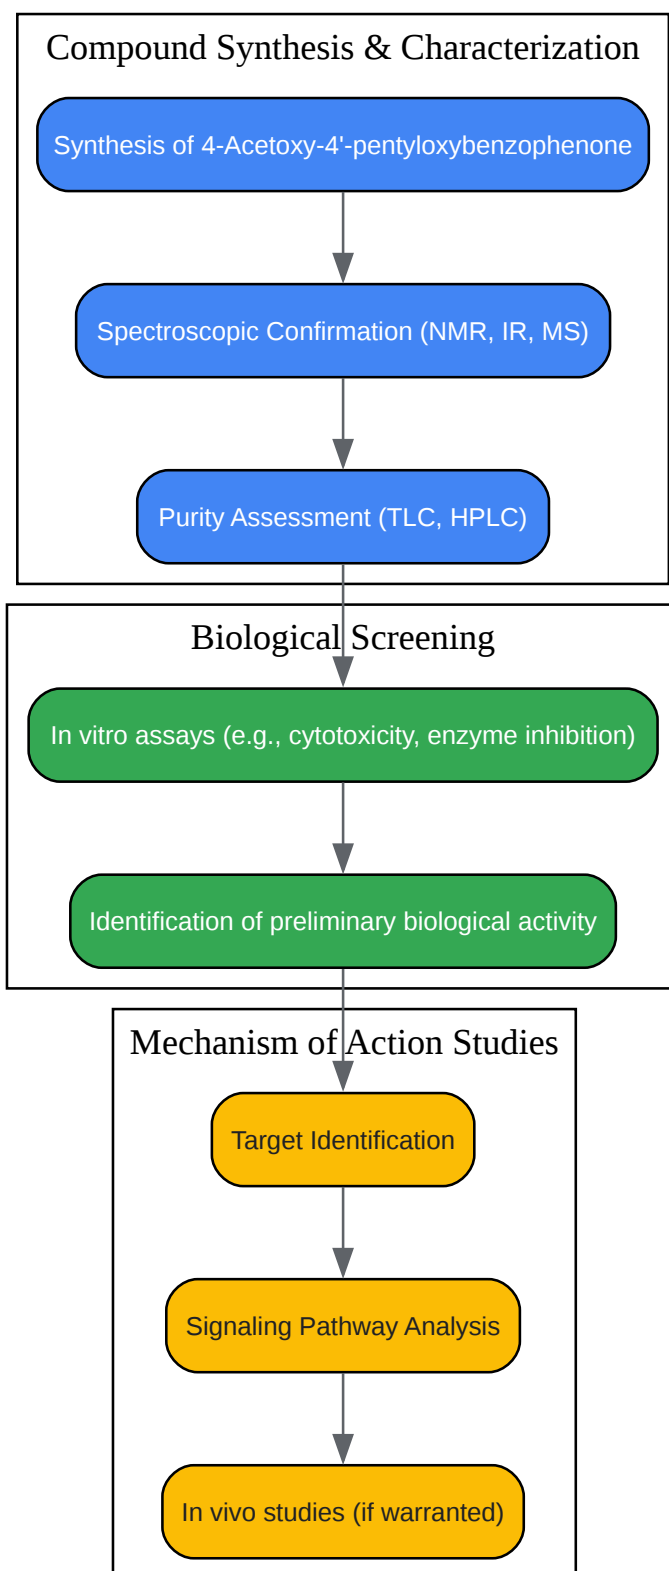 Compound Synthesis & Characterization
Synthesis of 4-Acetoxy-4'-pentyloxybenzophenone
Spectroscopic Confirmation (NMR, IR, MS)
Purity Assessment (TLC, HPLC)
Biological Screening
In vitro assays (e.g., cytotoxicity, enzyme inhibition)
Identification of preliminary biological activity
Mechanism of Action Studies
Target Identification
Signaling Pathway Analysis
In vivo studies (if warranted)